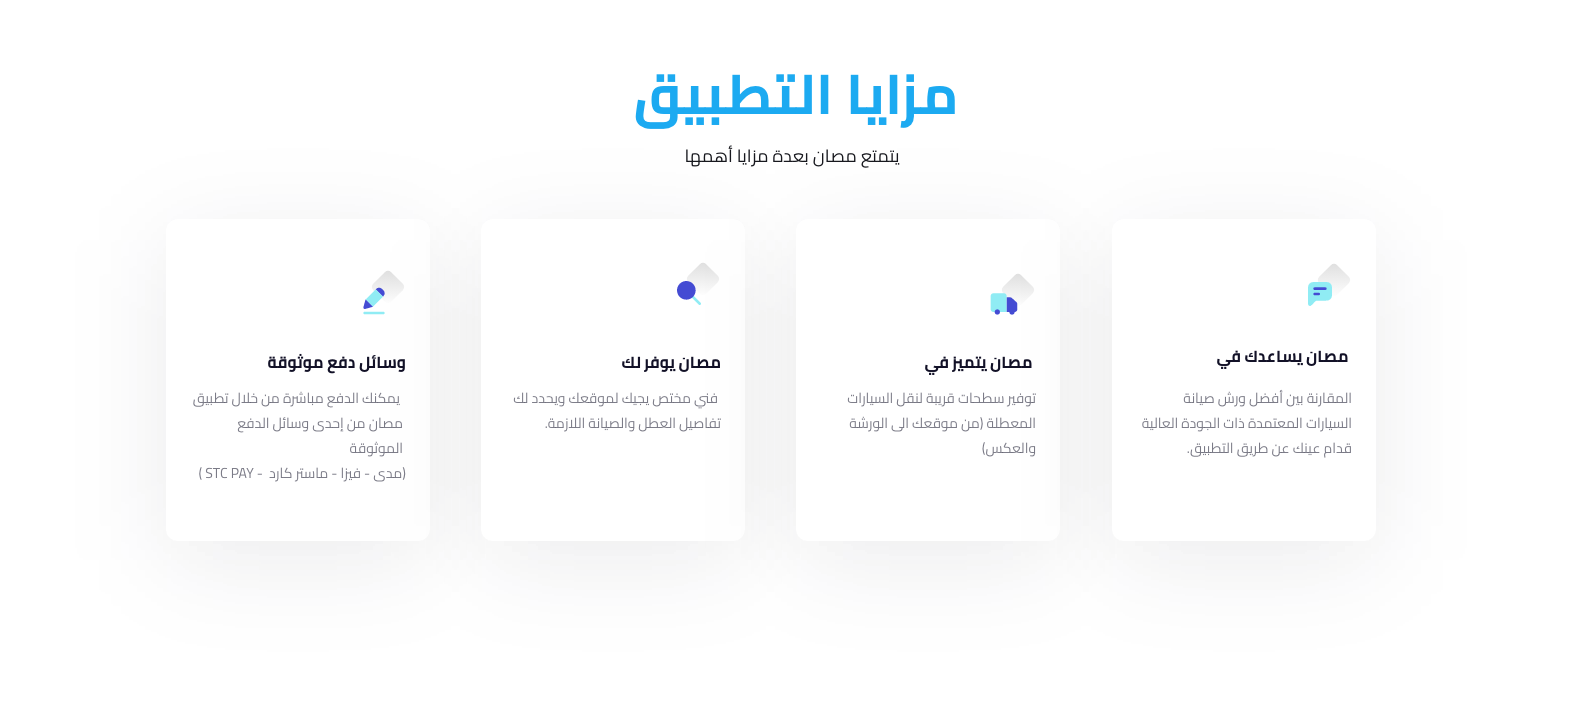 مزايا التطبيق
يتمتع مصان بعدة مزايا أهمها
مصان يساعدك في
المقارنة بين أفضل ورش صيانة
السيارات المعتمدة ذات الجودة العالية
قدام عينك عن طريق التطبيق.
مصان يتميز في
توفير سطحات قريبة لنقل السيارات
المعطلة (من موقعك الى الورشة
والعكس)
مصان يوفر لك
فني مختص يجيك لموقعك ويحدد لك
تفاصيل العطل والصيانة اللازمة.
وسائل دفع موثوقة
يمكنك الدفع مباشرة من خلال تطبيق
مصان من إحدى وسائل الدفع
الموثوقة
(مدى - فيزا - ماستر كارد - STC PAY )